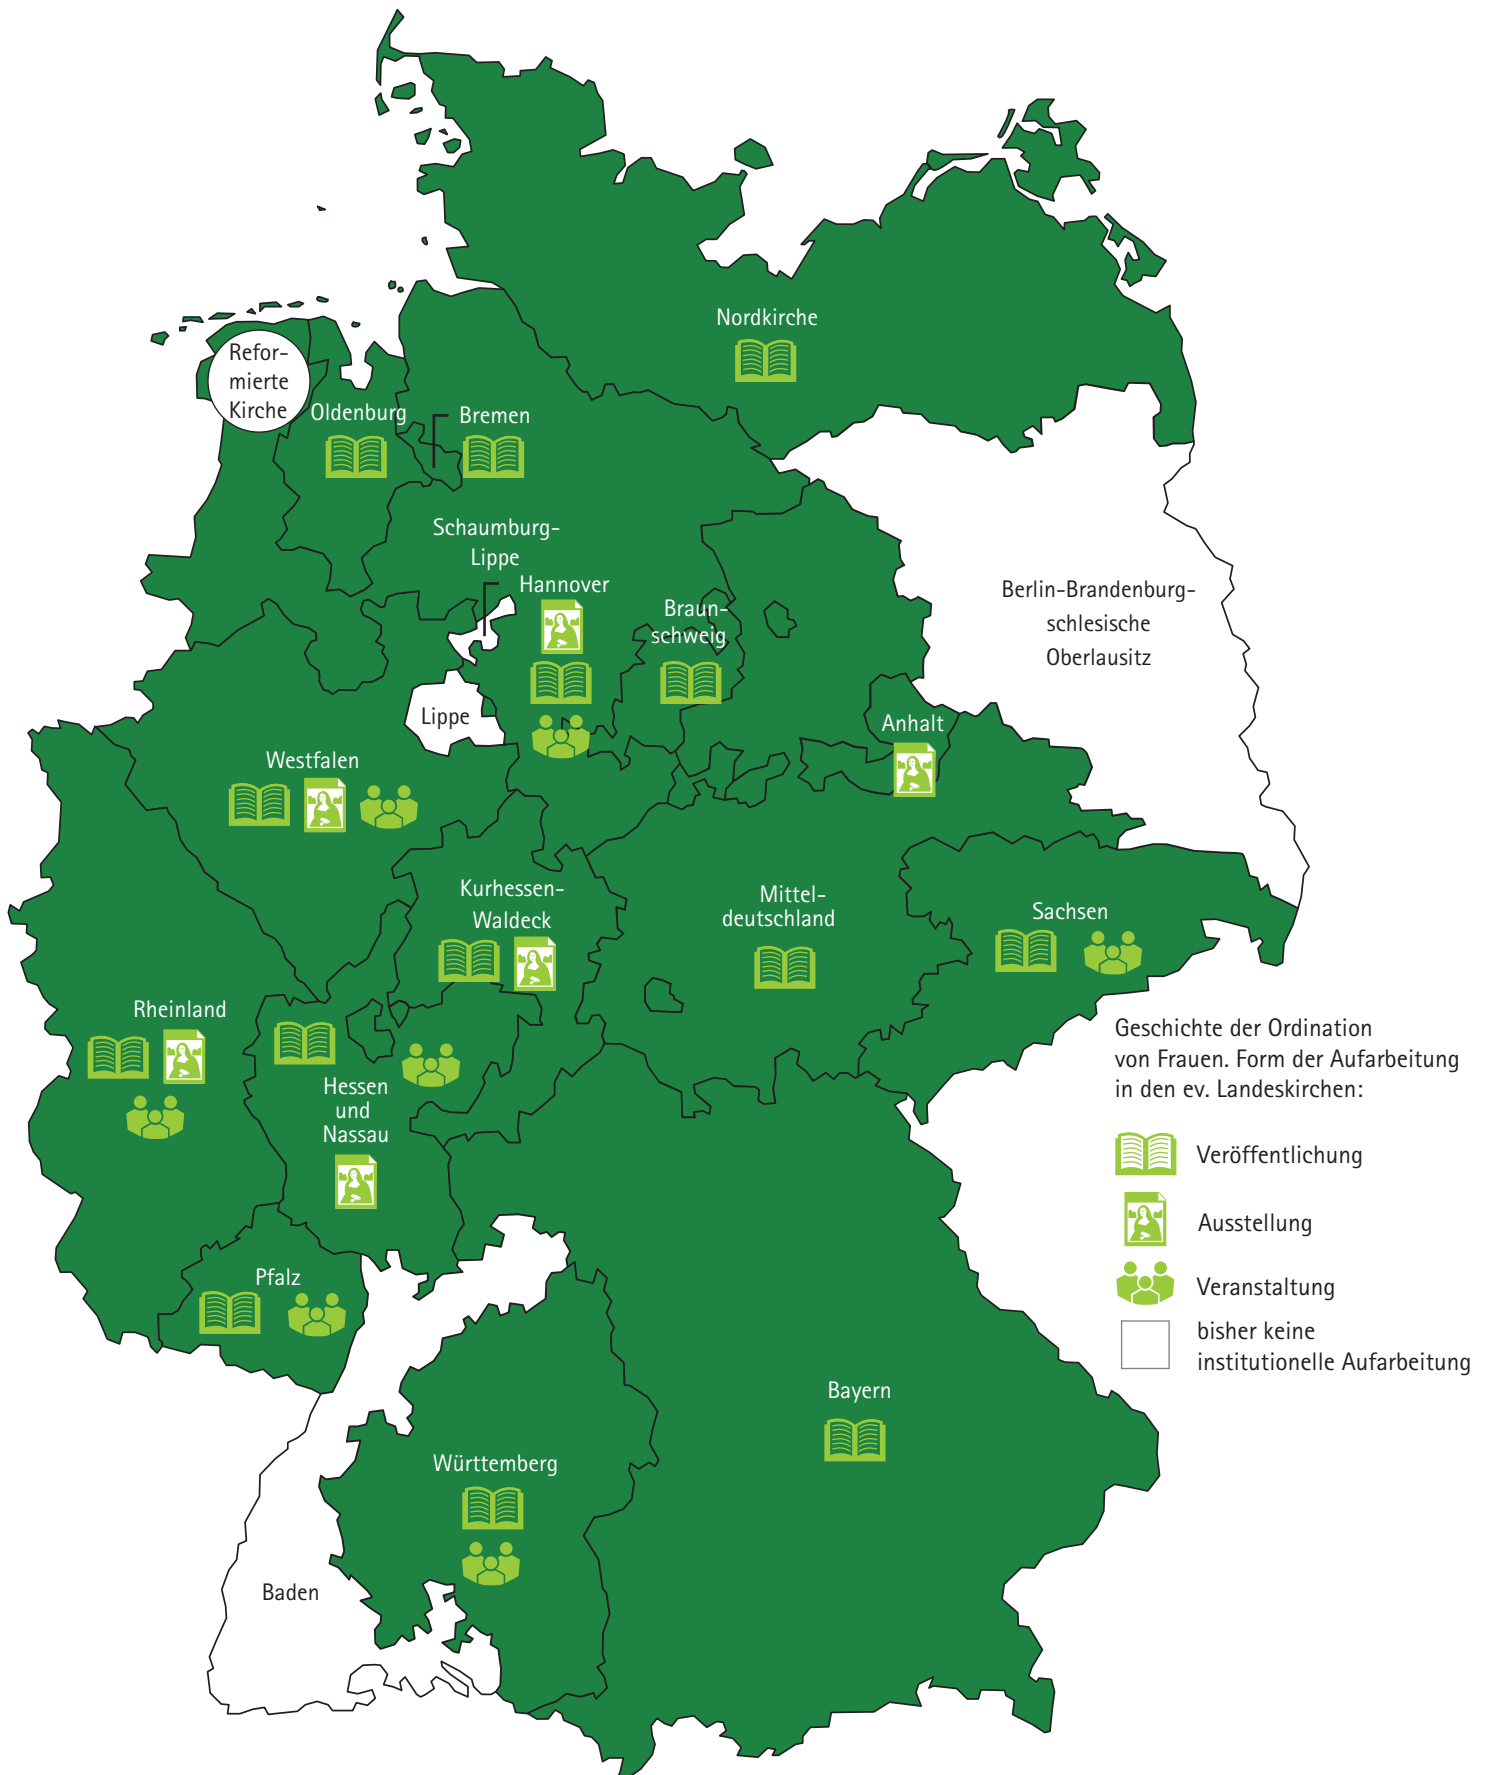 Nordkirche
Refor-
mierte
Kirche
Oldenburg
Bremen
Schaumburg-
Lippe
Hannover
Braun-
schweig
Berlin-Brandenburg-
schlesische
Oberlausitz
Lippe
Anhalt
Westfalen
Kurhessen-
Waldeck
Mittel-
deutschland
Sachsen
Rheinland
Hessen
und
Nassau
Pfalz
Bayern
Württemberg
Baden
Geschichte der Ordination
von Frauen. Form der Aufarbeitung
in den ev. Landeskirchen:
Veröffentlichung
Ausstellung
Veranstaltung
bisher keine
institutionelle Aufarbeitung